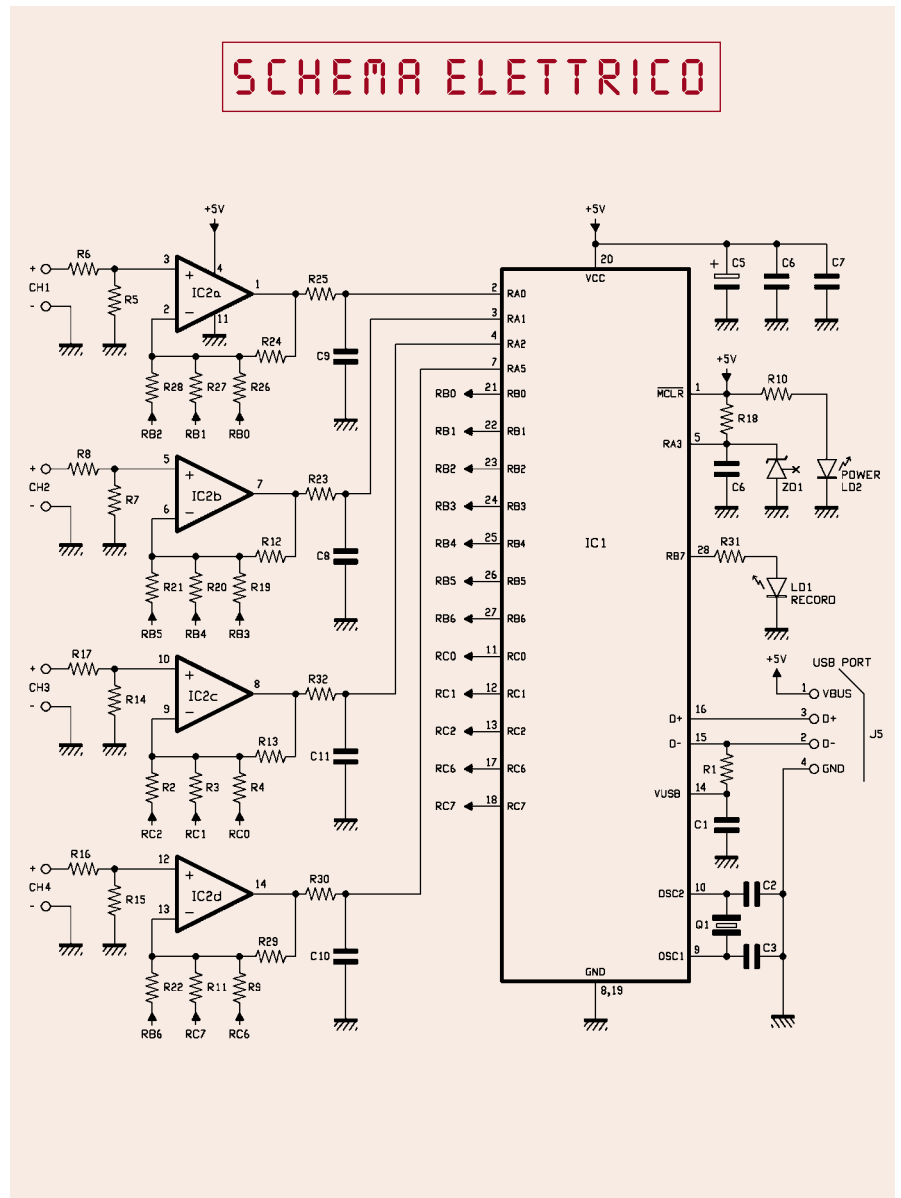 SCHEMA ELETTRICO
+5V
+5V
R6
3
4
1
R25
+
CH1
-
R5
2
+
-
IC2a
11
R24
C9
R28
R27
R26
RB2
RB1
RB0
R8
5
7
R23
+
CH2
-
R7
6
+
-
IC2b
R12
C8
R21
R20
R19
RB5
RB4
RB3
R17
10
8
R32
+
CH3
-
R14
9
+
-
IC2c
R13
C11
R2
R3
R4
RC2
RC1
RC0
R16
12
14
R30
+
CH4
-
R15
13
+
-
IC2d
R29
C10
R22
R11
R9
RB6
RC7
RC6
20
VCC
IC1
GND
8,19
2 RA0
3 RA1
4 RA2
7 RA5
RB0 21 RB0
RB1 22 RB1
RB2 23 RB2
RB3 24 RB3
RB4 25 RB4
RB5 26 RB5
RB6 27 RB6
RC0 11 RC0
RC1 12 RC1
RC2 13 RC2
RC6 17 RC6
RC7 18 RC7
+ C5
C6
C7
+5V
MCLR 1
R10
R18
RA3 5
C6
ZD1
POWER
LD2
RB7 28 R31
LD1
RECORD
+5V
USB PORT
1 VBUS
D+ 16
3 D+
J5
D- 15
2 D-
R1
4 GND
VUSB 14
C1
OSC2 10
C2
Q1
OSC1 9
C3